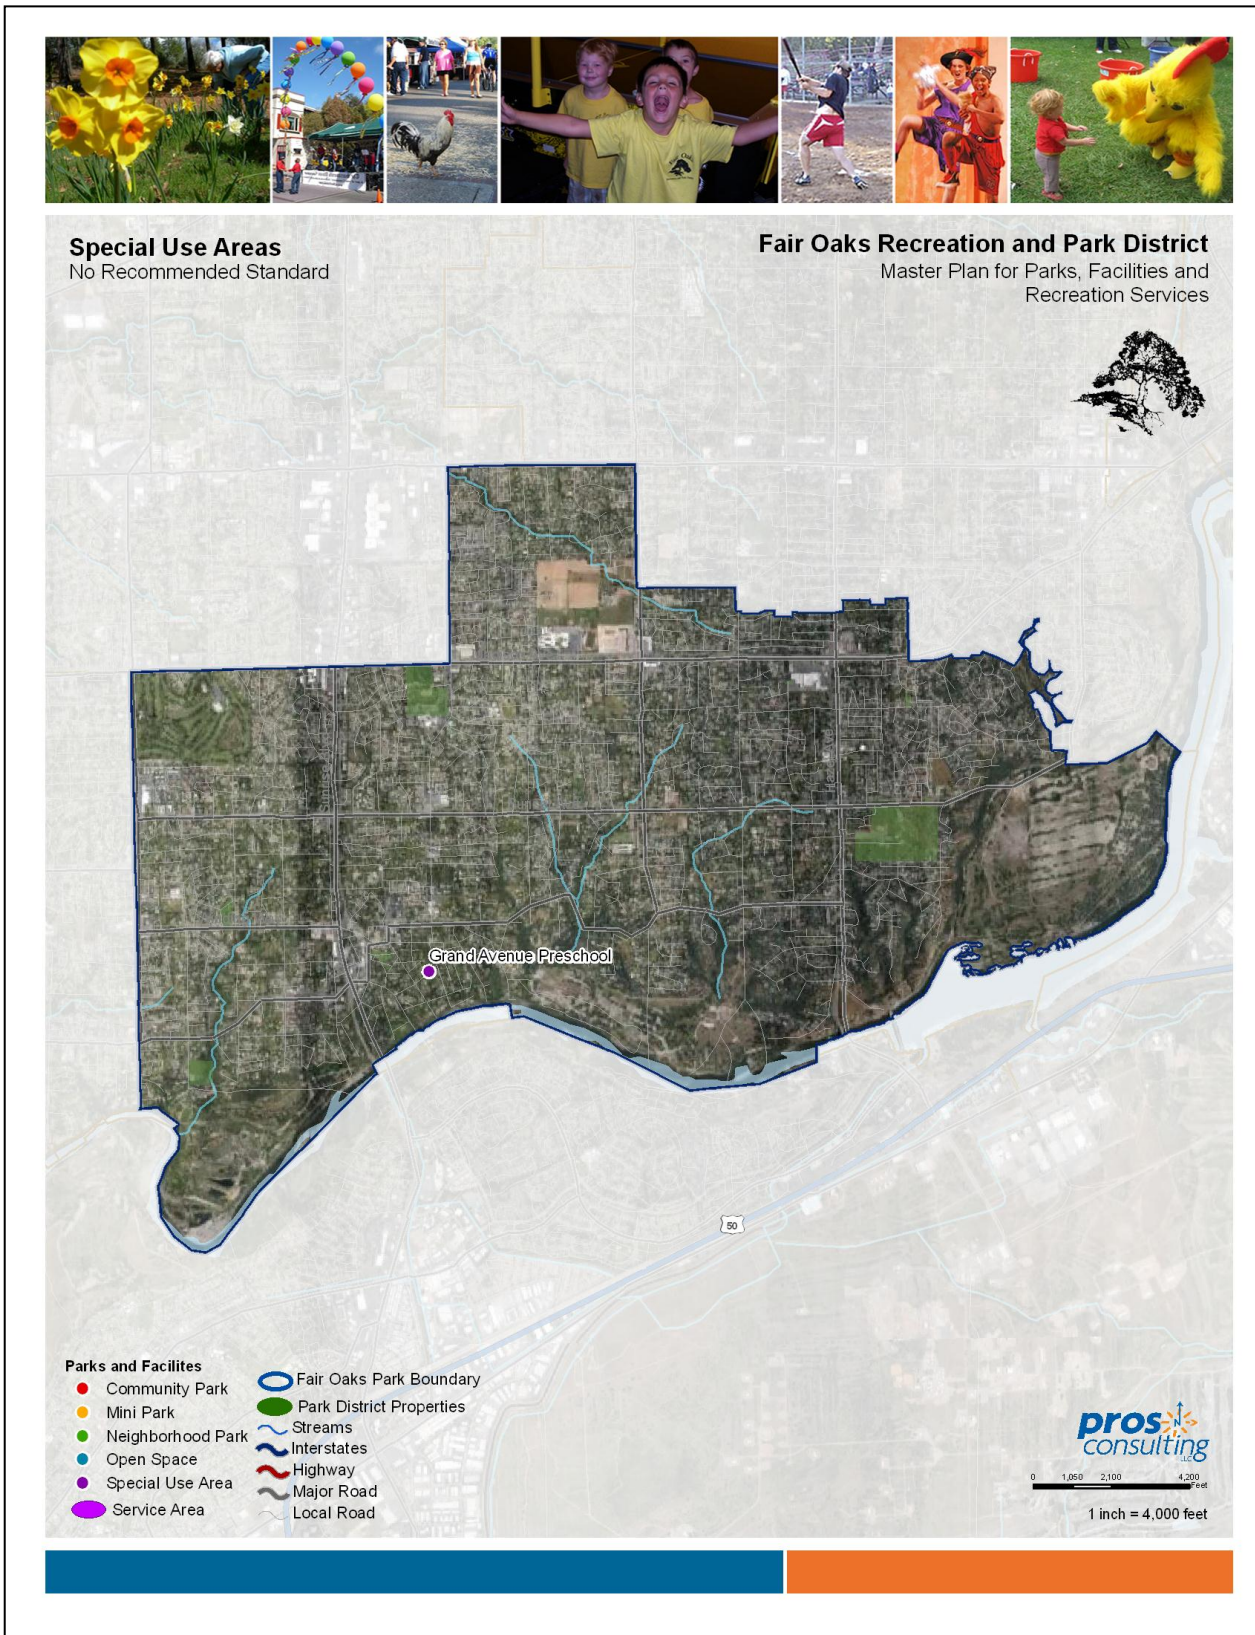 Special Use Areas
No Recommended Standard
Fair Oaks Recreation and Park District
Master Plan for Parks, Facilities and
Recreation Services
Grand Avenue Preschool
50
Parks and Facilites
Community Park
Mini Park
Neighborhood Park
Open Space
Special Use Area
Service Area
Fair Oaks Park Boundary
Park District Properties
Streams
Interstates
Highway
Major Road
Local Road
N
pros
consulting
LLC
0 1,050 2,100 4,200
Feet
1 inch = 4,000 feet